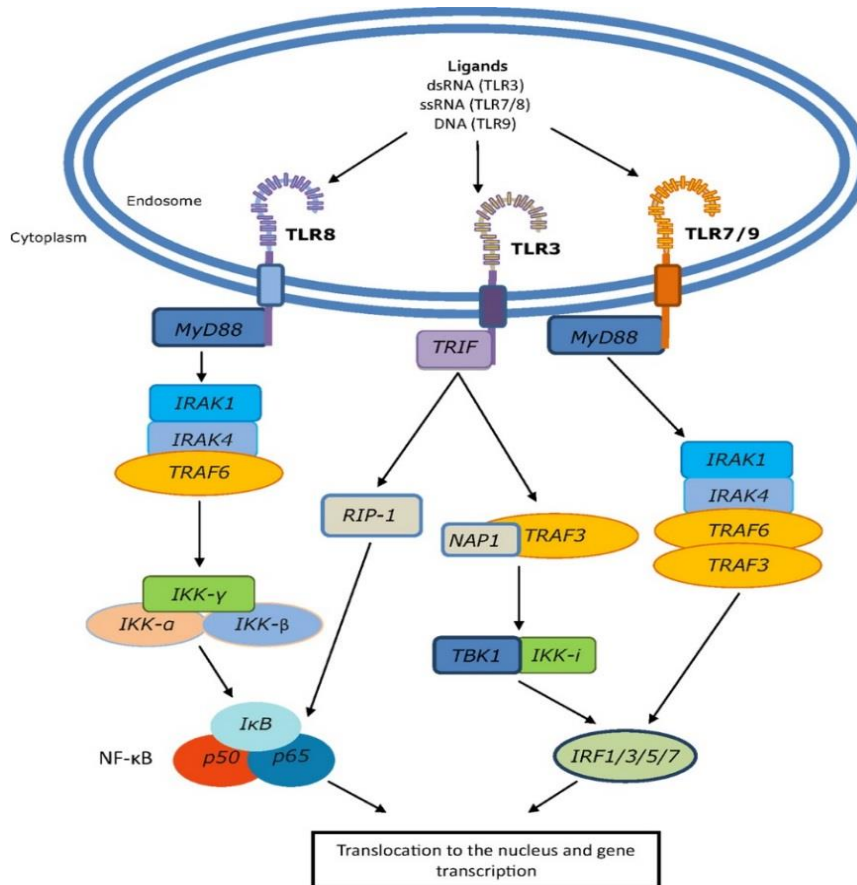 Ligands
dsRNA (TLR3)
ssRNA (TLR7/8)
DNA (TLR9)
Endosome
Cytoplasm
TLR8
TLR3
TLR7/9
MyD88
TRIF
MyD88
IRAK1
IRAK4
TRAF6
IRAK1
IRAK4
TRAF6
TRAF3
RIP-1
NAP1
TRAF3
IKK-γ
IKK-α
IKK-β
TBK1
IKK-i
IκB
NF-κB
p50
p65
IRF1/3/5/7
Translocation to the nucleus and gene
transcription